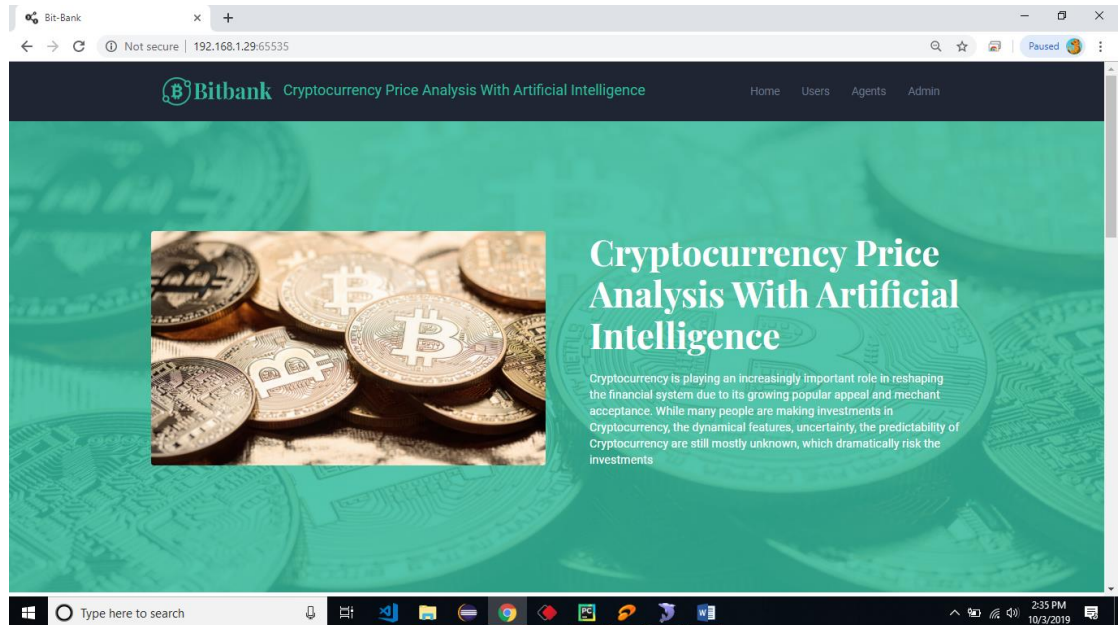 Bit-Bank
Not secure | 192.168.1.29:65535
Paused
Bitbank Cryptocurrency Price Analysis With Artificial Intelligence
Home Users Agents Admin
Cryptocurrency Price
Analysis With Artificial
Intelligence
Cryptocurrency is playing an increasingly important role in reshaping
the financial system due to its growing popular appeal and mechant
acceptance. While many people are making investments in
Cryptocurrency, the dynamical features, uncertainty, the predictability of
Cryptocurrency are still mostly unknown, which dramatically risk the
investments
Type here to search
PC
2:35 PM
10/3/2019